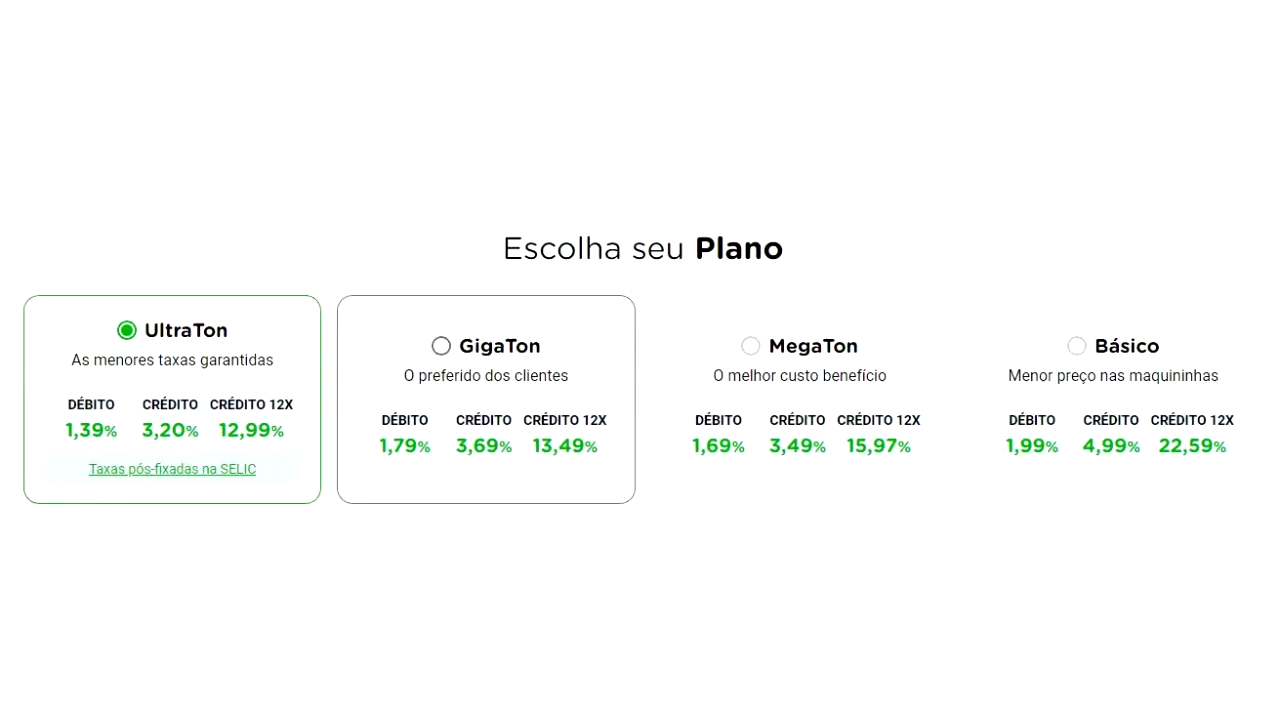 Escolha seu Plano
UltraTon
As menores taxas garantidas
DÉBITO CRÉDITO CRÉDITO 12X
1,39% 3,20% 12,99%
Taxas pós-fixadas na SELIC
GigaTon
O preferido dos clientes
DÉBITO CRÉDITO CRÉDITO 12X
1,79% 3,69% 13,49%
MegaTon
O melhor custo benefício
DÉBITO CRÉDITO CRÉDITO 12X
1,69% 3,49% 15,97%
Básico
Menor preço nas maquininhas
DÉBITO CRÉDITO CRÉDITO 12X
1,99% 4,99% 22,59%